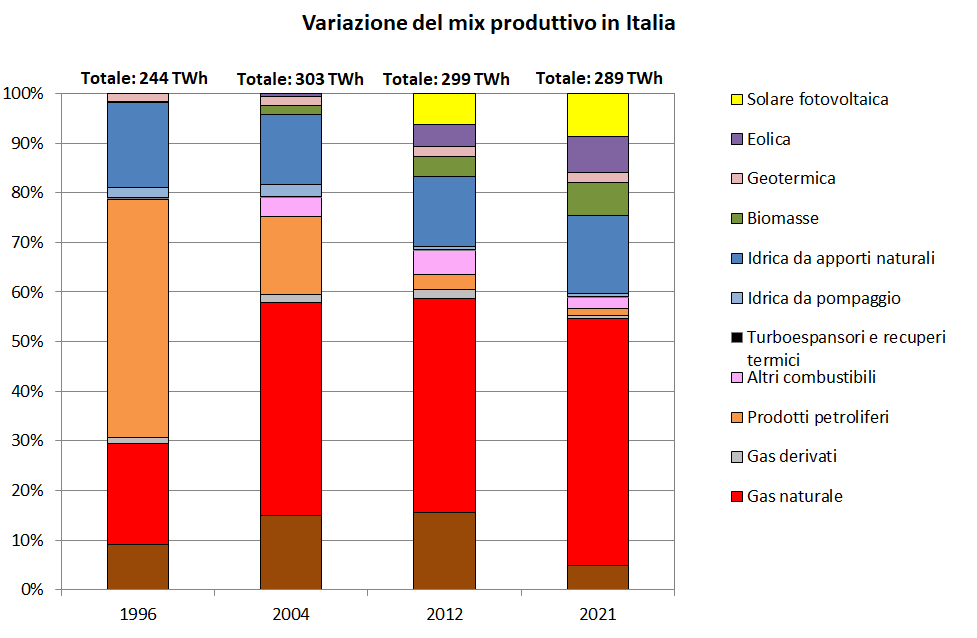 Variazione del mix produttivo in Italia
Totale: 244 TWh
Totale: 303 TWh
Totale: 299 TWh
Totale: 289 TWh
100%
90%
80%
70%
60%
50%
40%
30%
20%
10%
0%
1996
2004
2012
2021
Solare fotovoltaica
Eolica
Geotermica
Biomasse
Idrica da apporti naturali
Idrica da pompaggio
Turboespansori e recuperi
termici
Altri combustibili
Prodotti petroliferi
Gas derivati
Gas naturale